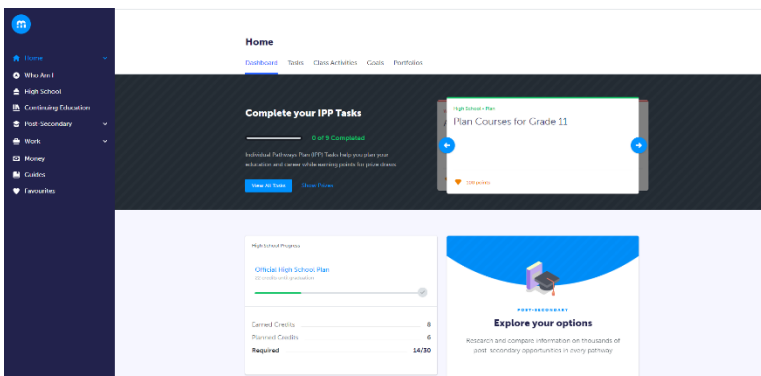 m
Home
Who Am I
High School
Continuing Education
Post-Secondary
Work
Money
Guides
Favourites
Home
Dashboard Tasks Class Activities Goals Portfolios
Complete your IPP Tasks
0 of 9 Completed
Individual Pathways Plan (IPP) Tasks help you plan your
education and career while earning points for prize draws.
View All Tasks Show Prizes
High School • Plan
Plan Courses for Grade 11
100 points
High School Progress
Official High School Plan
credits until graduation
Earned Credits 8
Planned Credits 6
Required 14/30
POST-SECONDARY
Explore your options
Research and compare information on thousands of
post-secondary opportunities in every pathway.